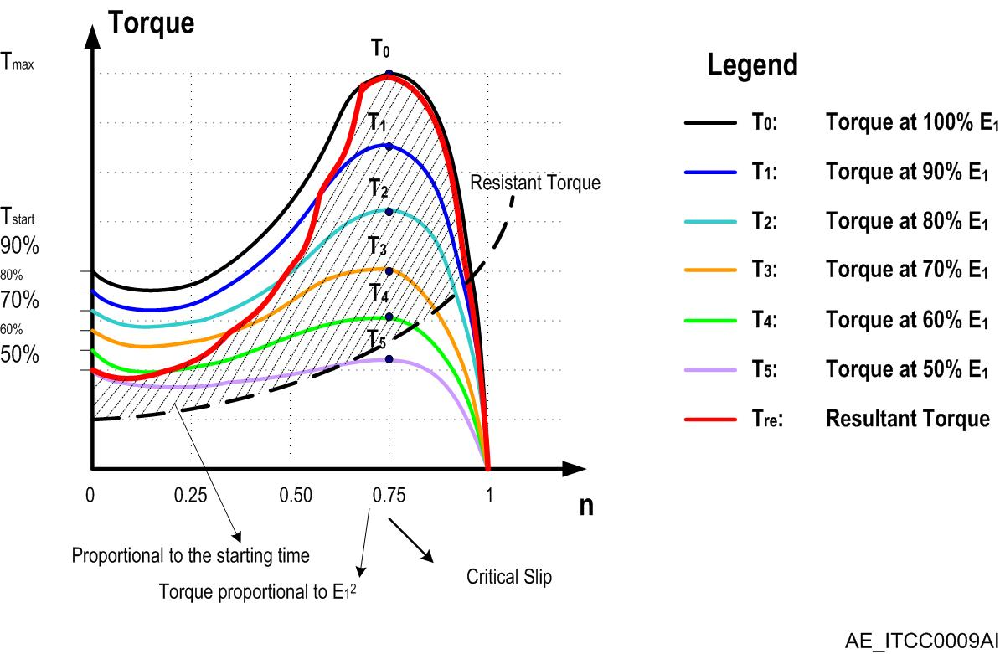 Torque
Tmax
T0
T1
T2
Resistant Torque
Tstart
90%
T3
80%
70%
T4
60%
T5
50%
0 0.25 0.50 0.75 1
n
Proportional to the starting time
Torque proportional to E1²
Critical Slip
Legend
T0: Torque at 100% E1
T1: Torque at 90% E1
T2: Torque at 80% E1
T3: Torque at 70% E1
T4: Torque at 60% E1
T5: Torque at 50% E1
Tre: Resultant Torque
AE_ITCC0009AI